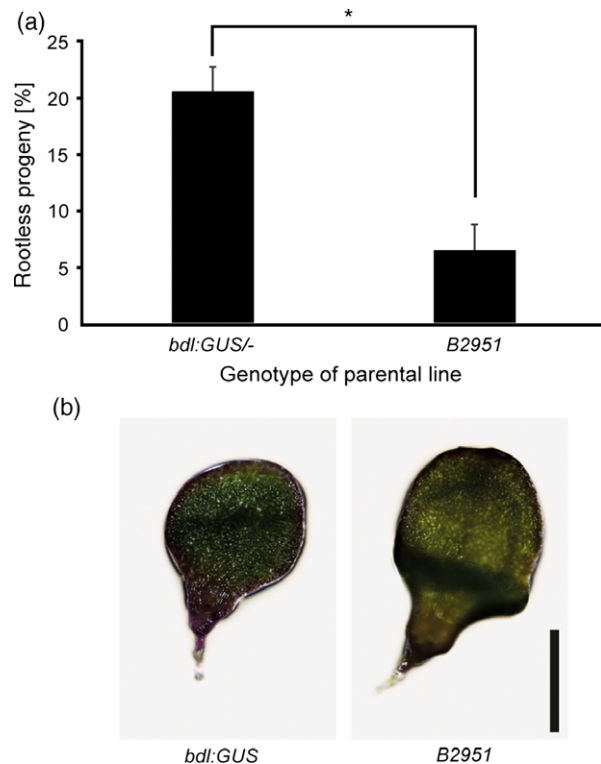 (a)
*
25
20
15
10
5
0
Rootless progeny [%]
bdl:GUS/- B2951
Genotype of parental line
(b)
bdl:GUS B2951